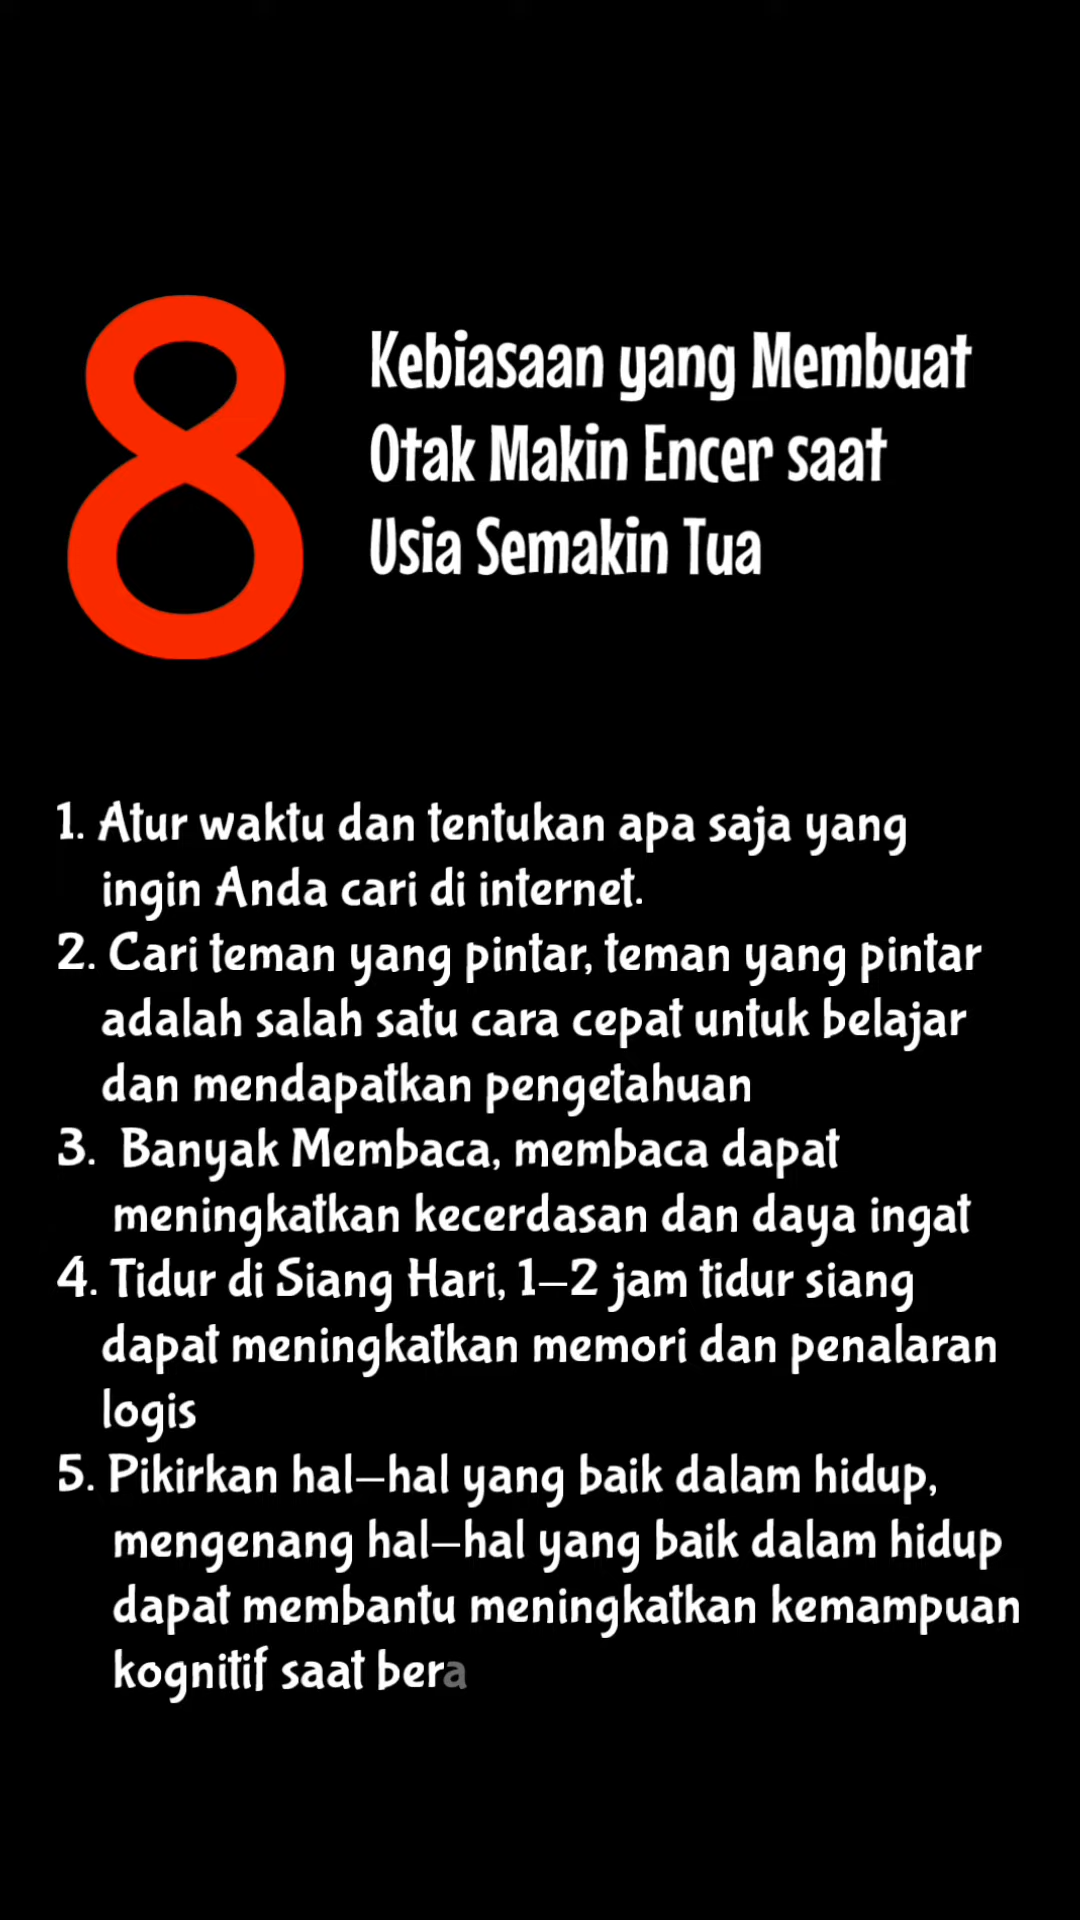 8
Kebiasaan yang Membuat
Otak Makin Encer saat
Usia Semakin Tua
1. Atur waktu dan tentukan apa saja yang
ingin Anda cari di internet.
2. Cari teman yang pintar, teman yang pintar
adalah salah satu cara cepat untuk belajar
dan mendapatkan pengetahuan
3. Banyak Membaca, membaca dapat
meningkatkan kecerdasan dan daya ingat
4. Tidur di Siang Hari, 1-2 jam tidur siang
dapat meningkatkan memori dan penalaran
logis
5. Pikirkan hal-hal yang baik dalam hidup,
mengenang hal-hal yang baik dalam hidup
dapat membantu meningkatkan kemampuan
kognitif saat bera